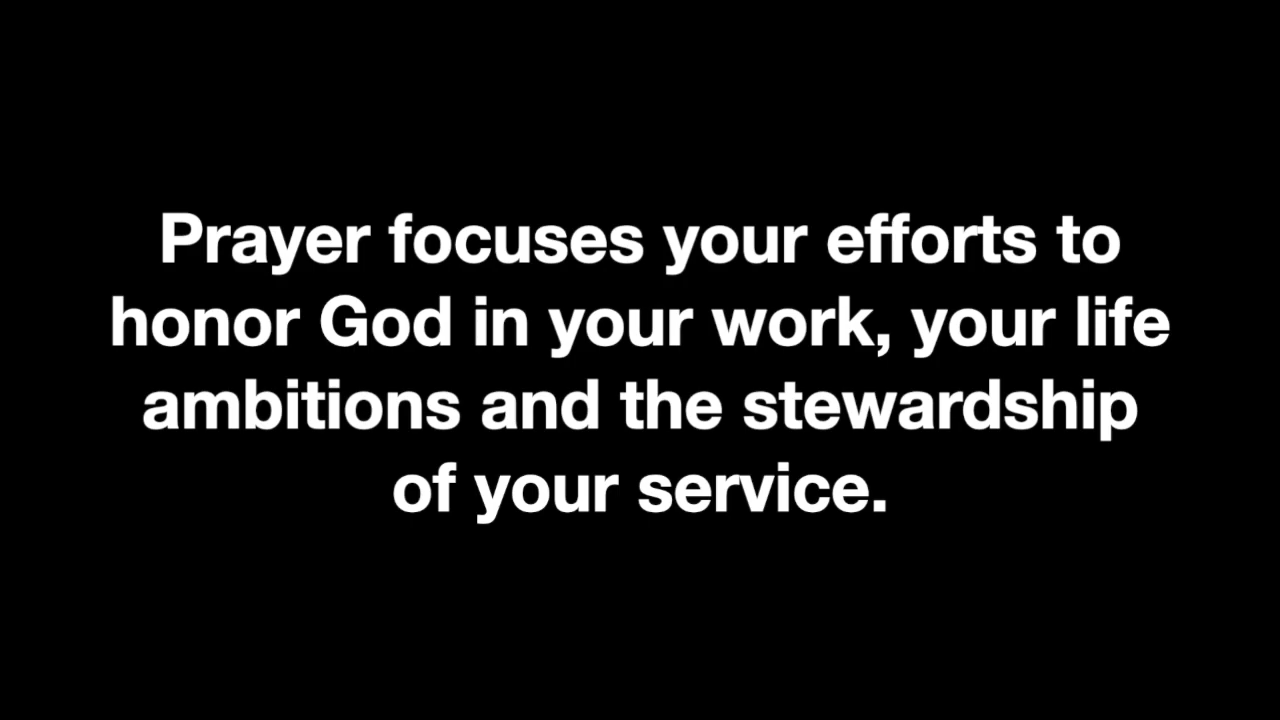 Prayer focuses your efforts to
honor God in your work, your life
ambitions and the stewardship
of your service.